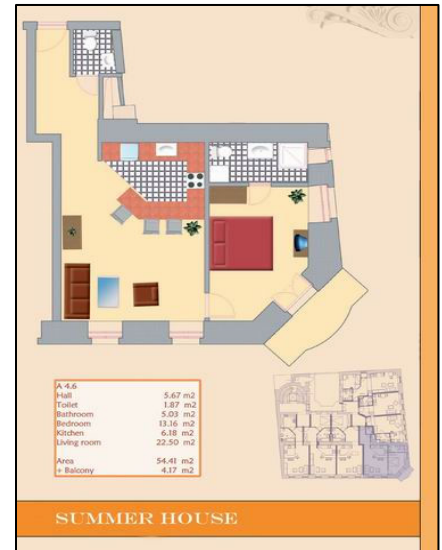 A 4.6
Hall 5.67 m2
Toilet 1.87 m2
Bathroom 5.03 m2
Bedroom 13.16 m2
Kitchen 6.18 m2
Living room 22.50 m2
Area 54.41 m2
+ Balcony 4.17 m2
SUMMER HOUSE